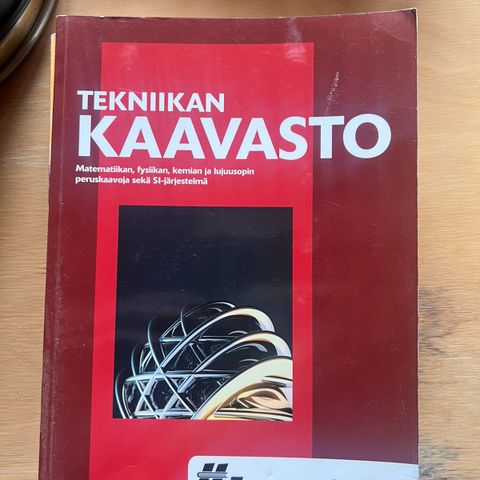 TEKNIIKAN
KAAVASTO
Matematiikan, fysiikan, kemian ja lujuusopin
peruskaavoja sekä SI-järjestelmä